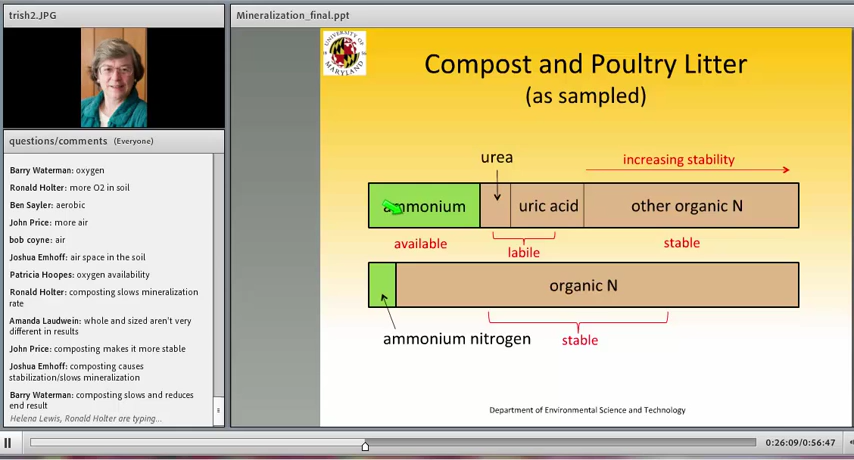 trish2.JPG
Mineralization_final.ppt
questions/comments (Everyone)
Barry Waterman: oxygen
Ronald Holter: more O2 in soil
Ben Sayler: aerobic
John Price: more air
bob coyne: air
Joshua Emhoff: air space in the soil
Patricia Hoopes: oxygen availability
Ronald Holter: composting slows mineralization
rate
Amanda Laudwein: whole and sized aren't very
different in results
John Price: composting makes it more stable
Joshua Emhoff: composting causes
stabilization/slows mineralization
Barry Waterman: composting slows and reduces
end result
Helena Lewis, Ronald Holter are typing...
UNIVERSITY OF
MARYLAND
Compost and Poultry Litter
(as sampled)
urea
increasing stability
ammonium
uric acid
other organic N
available
labile
stable
organic N
ammonium nitrogen
stable
Department of Environmental Science and Technology
0:26:09/0:56:47